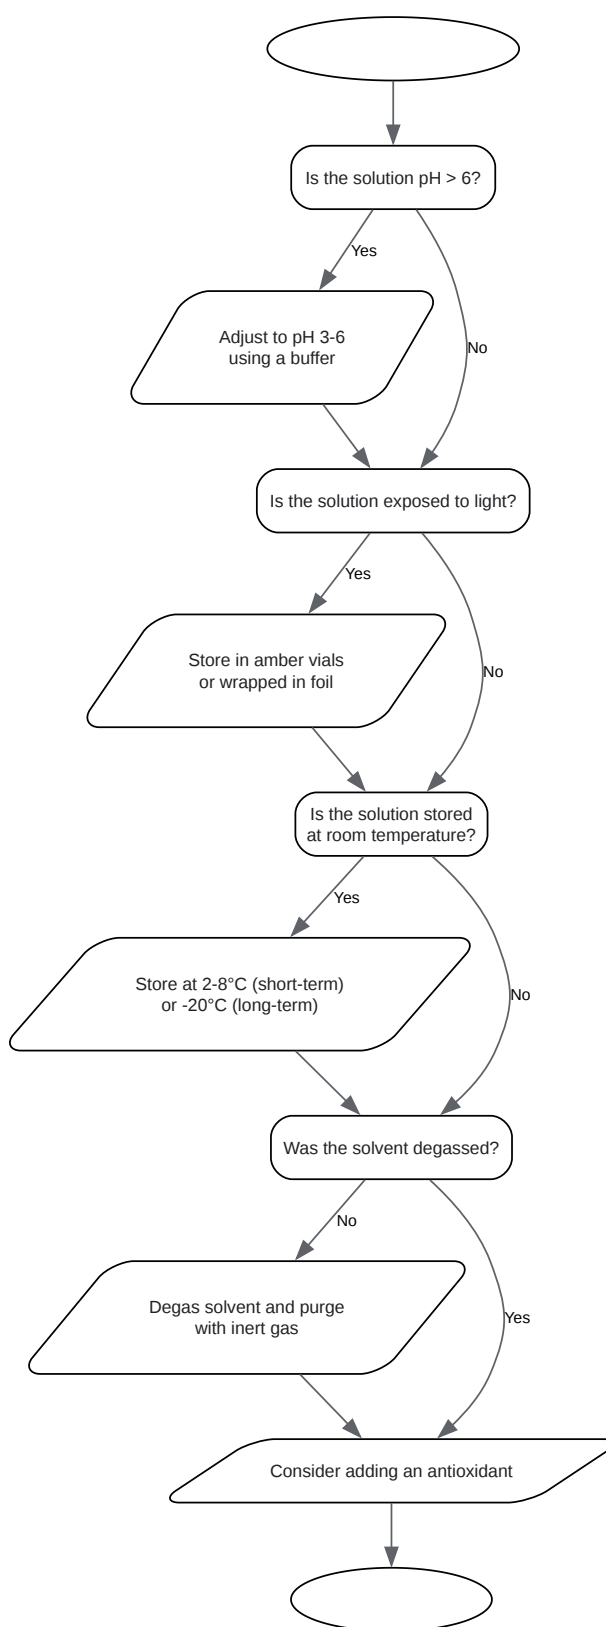 Is the solution pH > 6?
Yes
Adjust to pH 3-6
using a buffer
No
Is the solution exposed to light?
Yes
Store in amber vials
or wrapped in foil
No
Is the solution stored
at room temperature?
Yes
Store at 2-8°C (short-term)
or -20°C (long-term)
No
Was the solvent degassed?
No
Degas solvent and purge
with inert gas
Yes
Consider adding an antioxidant